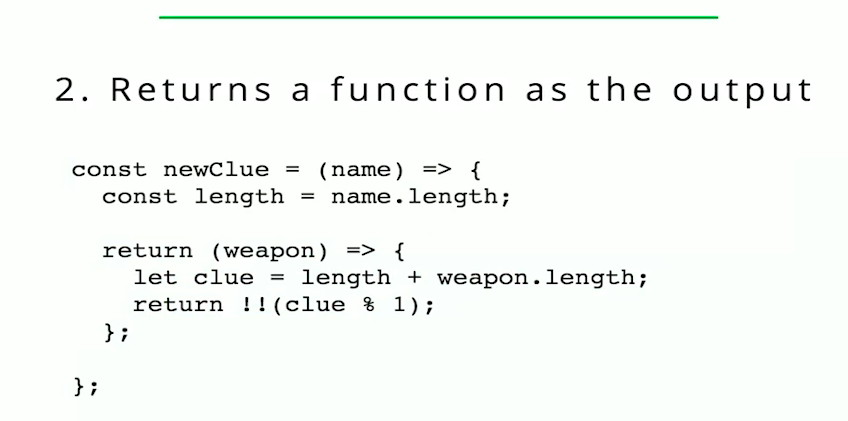 2. Returns a function as the output
const newClue = (name) => {
  const length = name.length;
  return (weapon) => {
    let clue = length + weapon.length;
    return !!(clue % 1);
  };
};